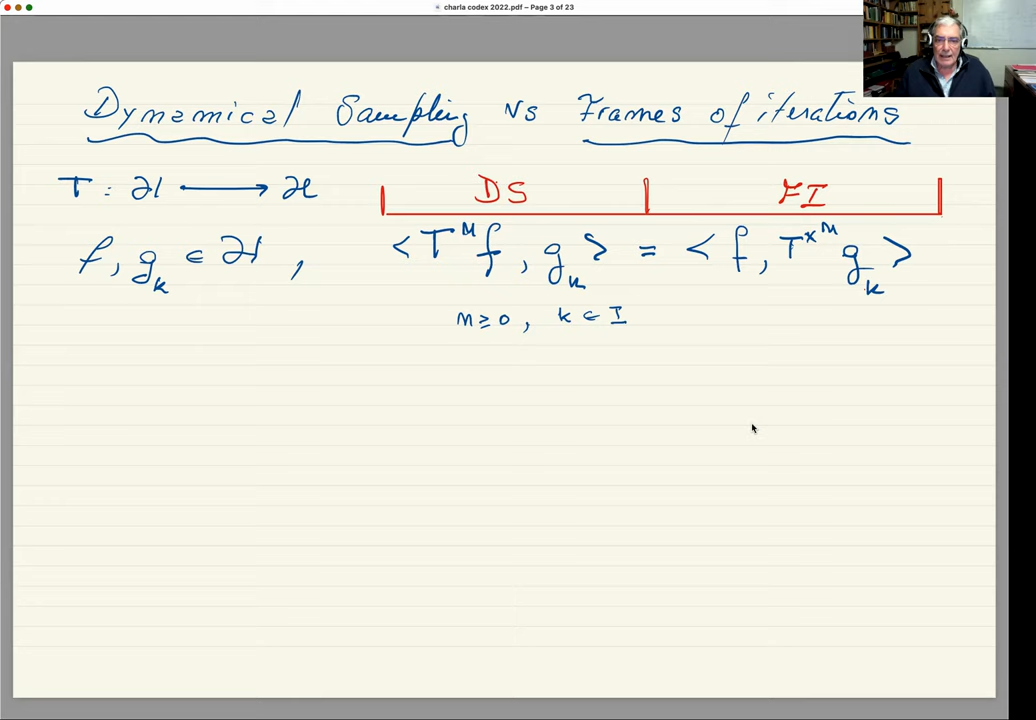 charla codex 2022.pdf – Page 3 of 23
Dynamical Sampling vs Frames of iterations
T : ℋ ⟶ ℋ DS FI
f, g_k ∈ ℋ, < T^n f, g_k > = < f, T*^n g_k >
n ≥ 0, k ∈ I